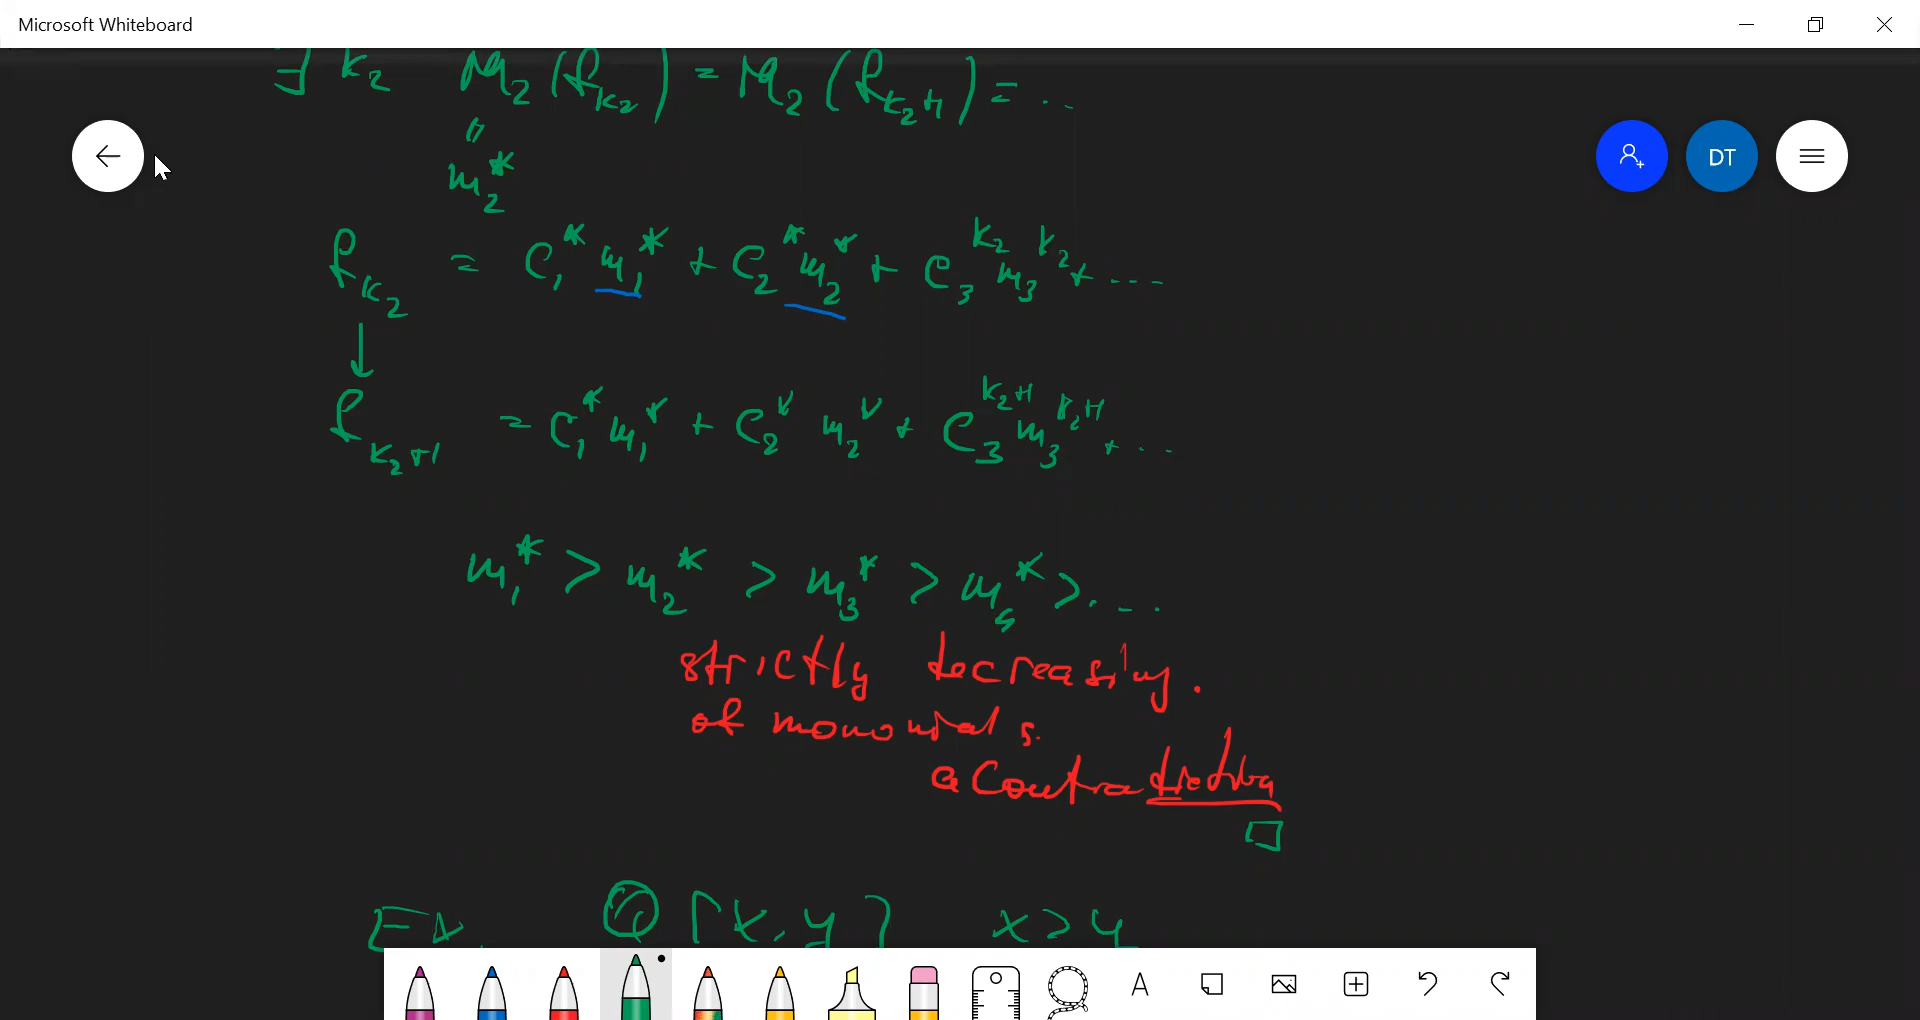 Microsoft Whiteboard
∃ k₂ M₂(f_{k₂}) = M₂(f_{k₂+1}) = ...
m₂*
DT
f_{k₂} = c₁* m₁* + c₂* m₂* + c₃^{k₂} m₃^{k₂} + ....
↓
f_{k₂+1} = c₁* m₁* + c₂* m₂* + c₃^{k₂+1} m₃^{k₂+1} + ...
m₁* > m₂* > m₃* > m₄* > ....
strictly decreasing.
of monomials.
a contradiction
□
Ex. Q[x,y] x>y
A